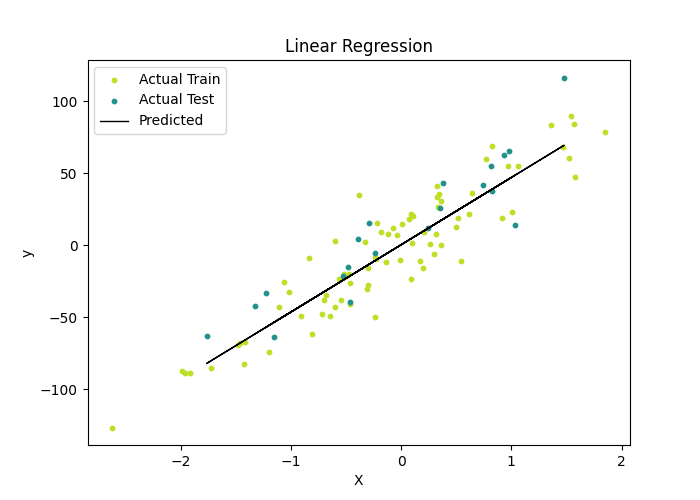 Linear Regression
Actual Train
Actual Test
Predicted
100
50
0
−50
−100
y
−2
−1
0
1
2
X